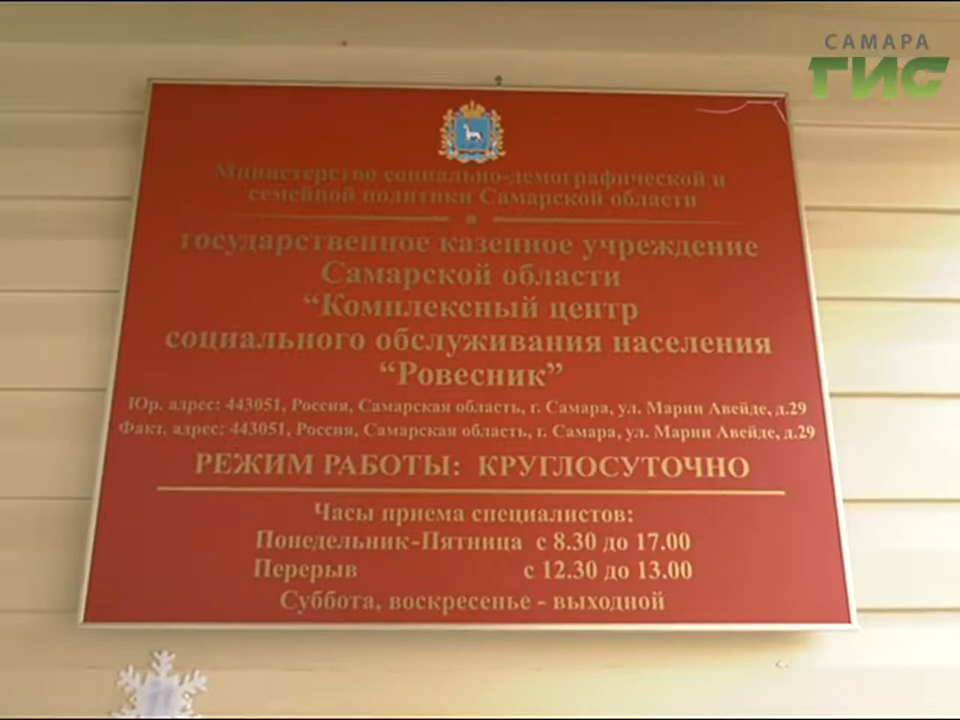 САМАРА
ГИС
Министерство социально-демографической и
семейной политики Самарской области
государственное казенное учреждение
Самарской области
“Комплексный центр
социального обслуживания населения
“Ровесник”
Юр. адрес: 443051, Россия, Самарская область, г. Самара, ул. Марии Авейде, д.29
Факт. адрес: 443051, Россия, Самарская область, г. Самара, ул. Марии Авейде, д.29
РЕЖИМ РАБОТЫ: КРУГЛОСУТОЧНО
Часы приема специалистов:
Понедельник-Пятница с 8.30 до 17.00
Перерыв с 12.30 до 13.00
Суббота, воскресенье - выходной